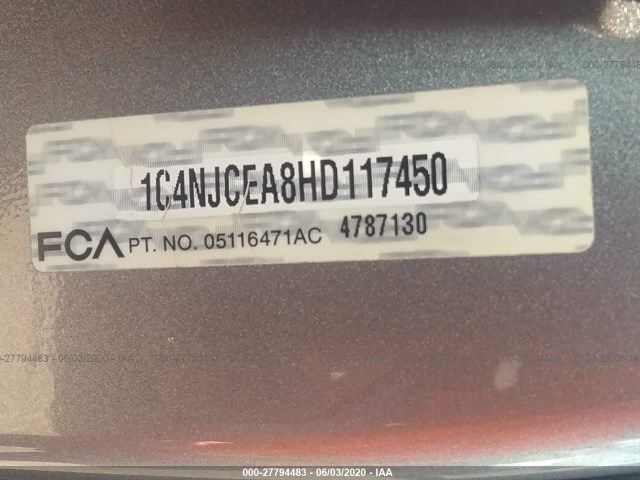 1C4NJCEA8HD117450
FCA PT. NO. 05116471AC 4787130
000-27794483 - 06/03/2020 - IAA